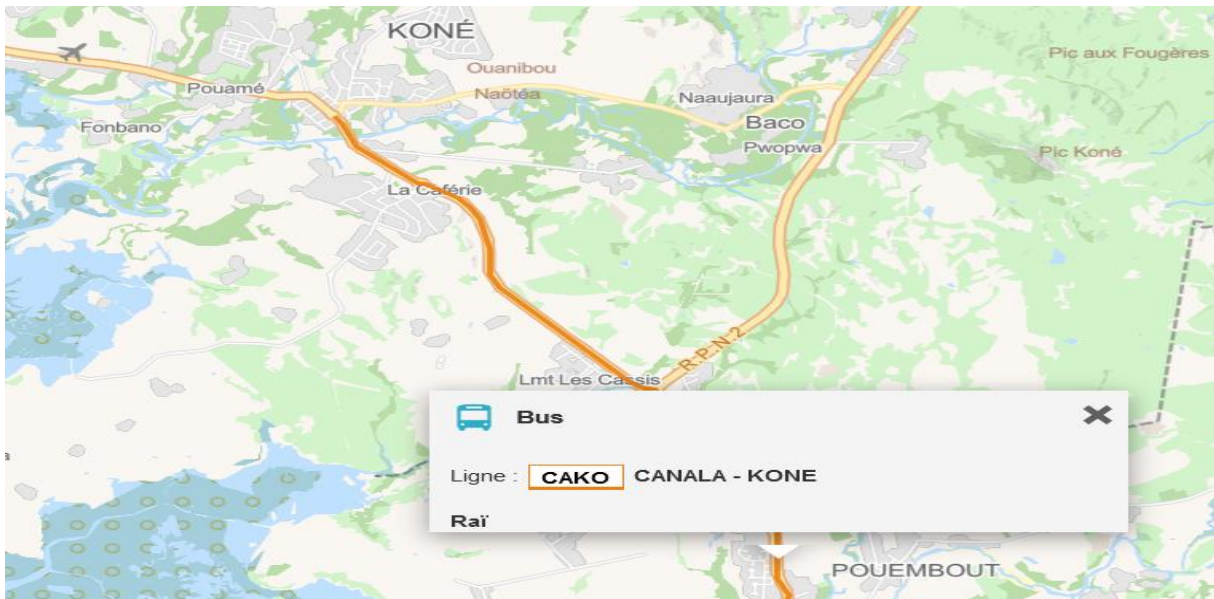 KONÉ
Pic aux Fougères
Ouanibou
Pouamé
Naôtéa
Naaujaura
Fonbano
Baco
Pwopwa
Pic Koné
La Caférie
R.P.N.2
Lmt Les Cassis
Bus
Ligne : CAKO CANALA - KONE
Raï
POUEMBOUT